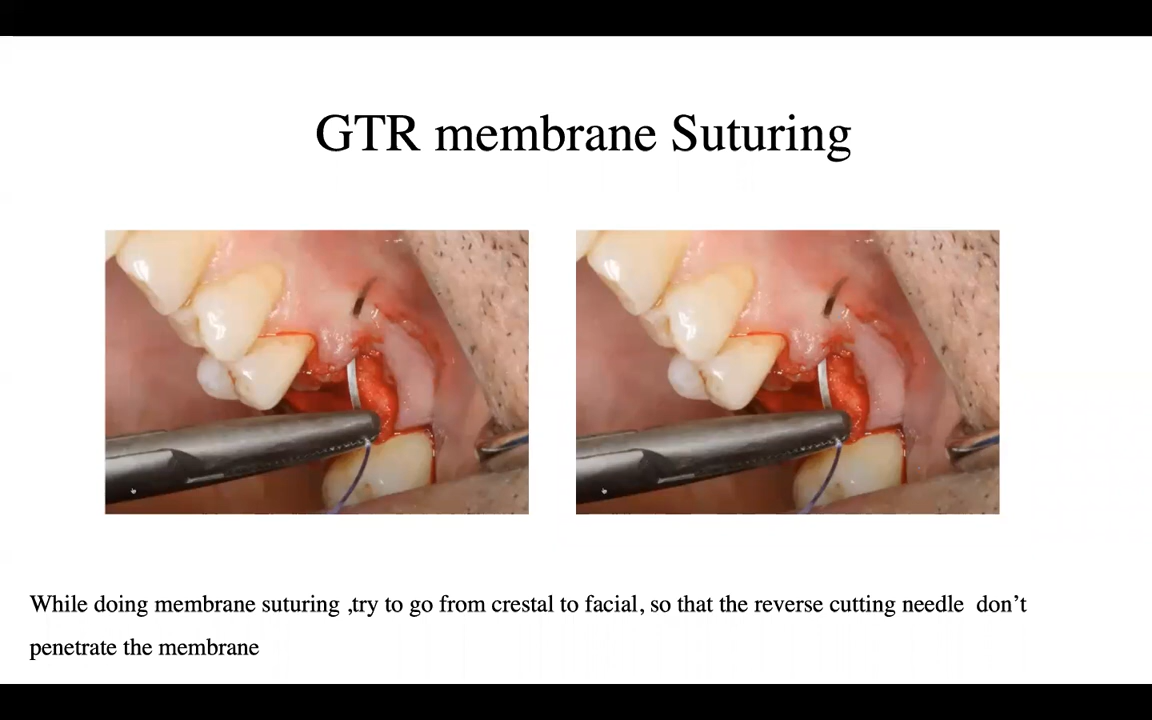 GTR membrane Suturing
While doing membrane suturing ,try to go from crestal to facial, so that the reverse cutting needle don’t
penetrate the membrane